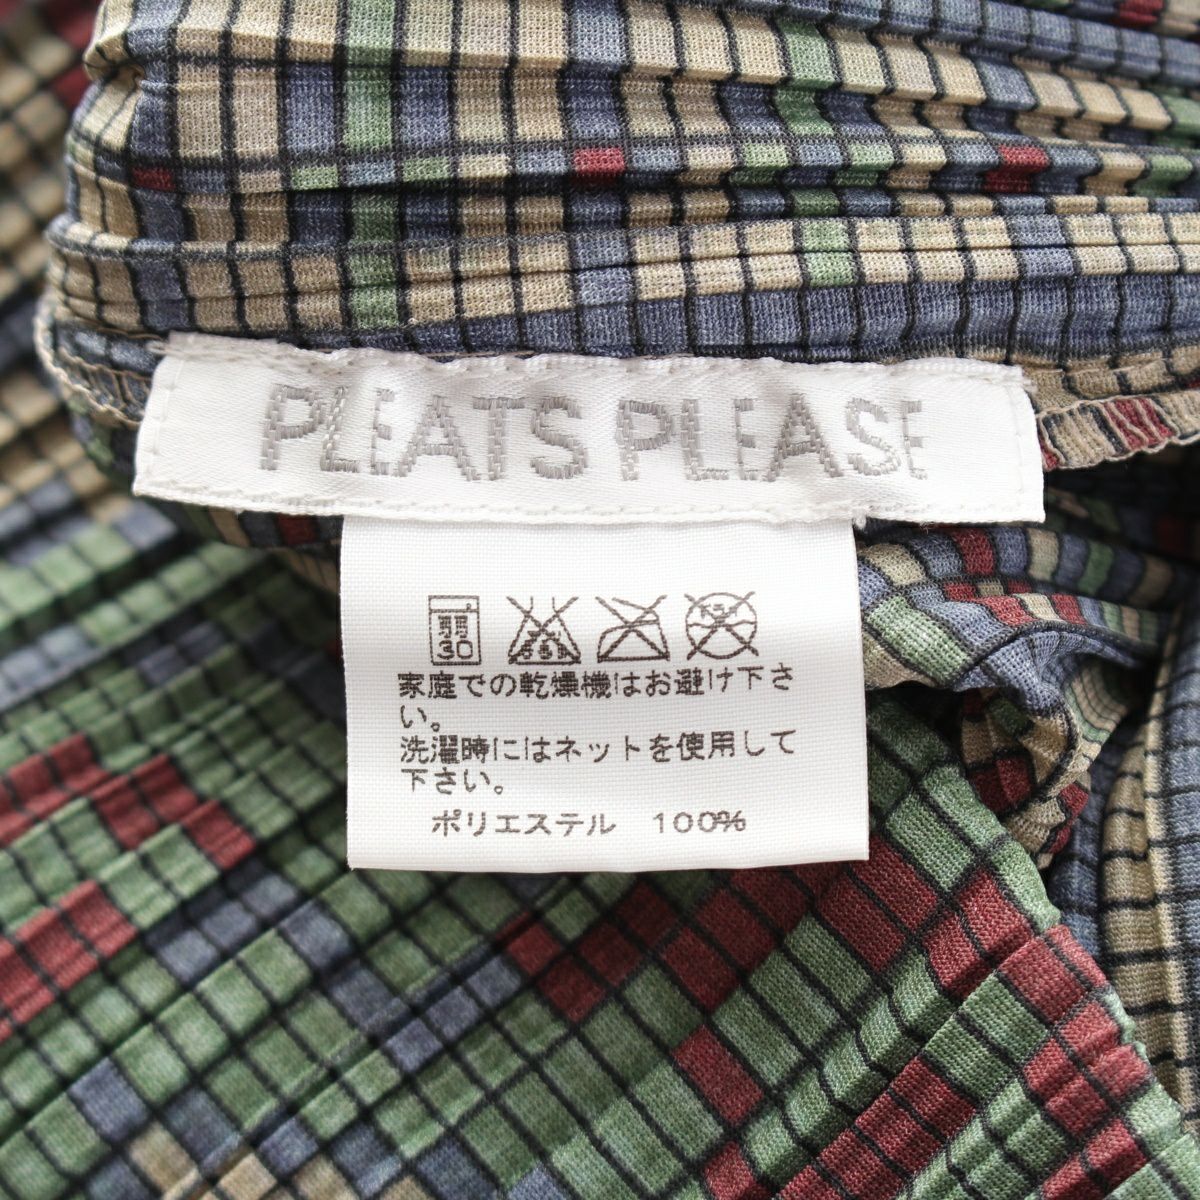 PLEATS PLEASE
弱
30
家庭での乾燥機はお避け下さ
い。
洗濯時にはネットを使用して
下さい。
ポリエステル 100%